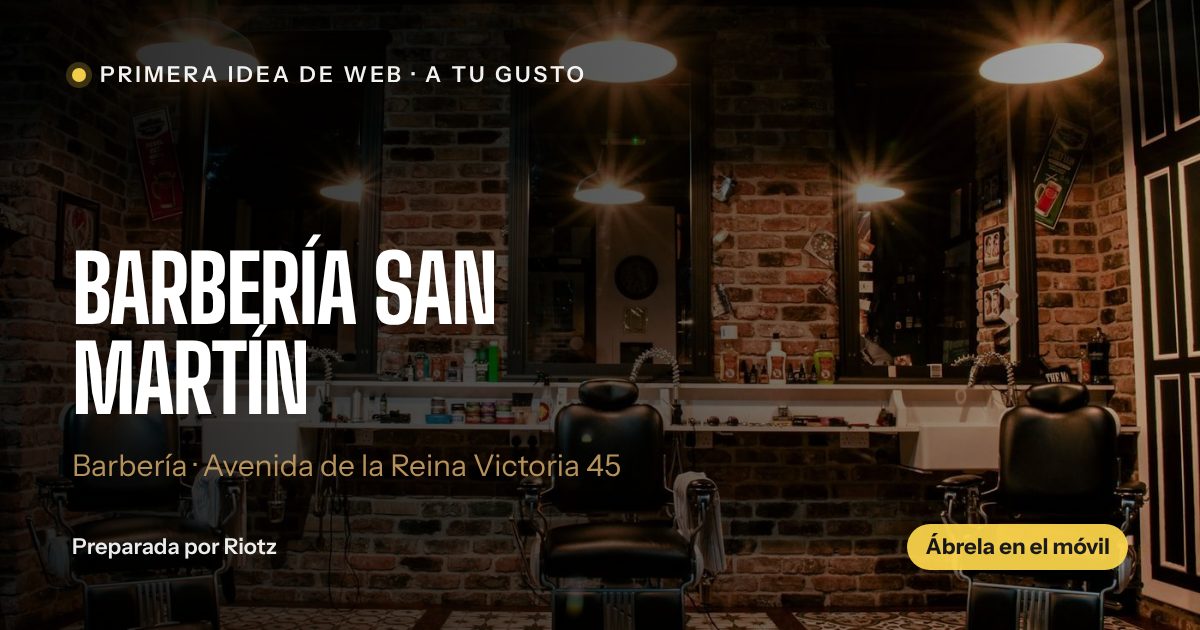 PRIMERA IDEA DE WEB · A TU GUSTO
BARBERÍA SAN
MARTÍN
Barbería · Avenida de la Reina Victoria 45
Preparada por Riotz
Ábrela en el móvil